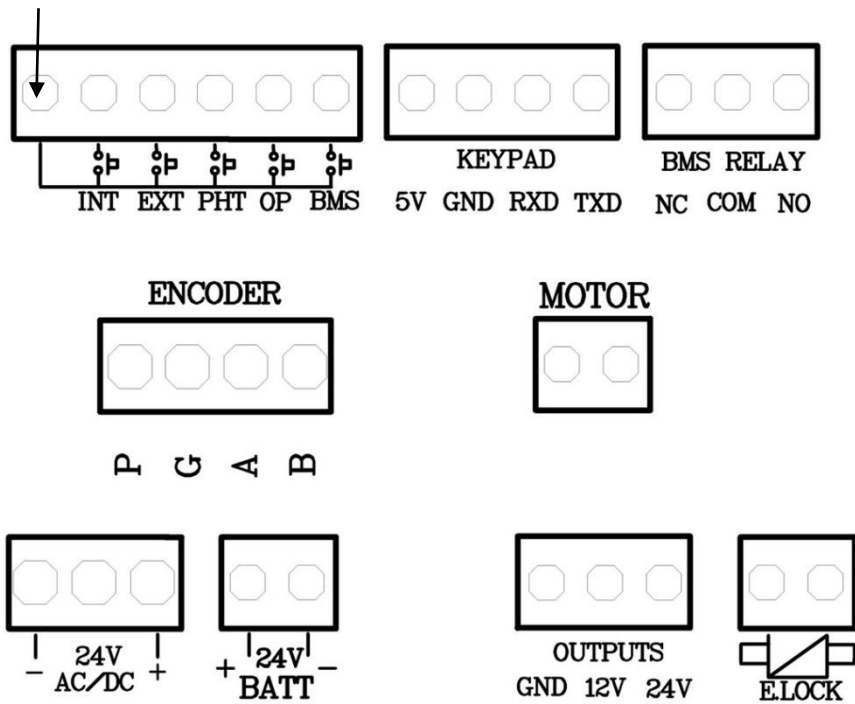 KEYPAD
BMS RELAY
INT EXT PHT OP BMS
5V GND RXD TXD
NC COM NO
ENCODER
MOTOR
P G A B
- 24V +
AC/DC
+ 24V -
BATT
OUTPUTS
GND 12V 24V
E.LOCK